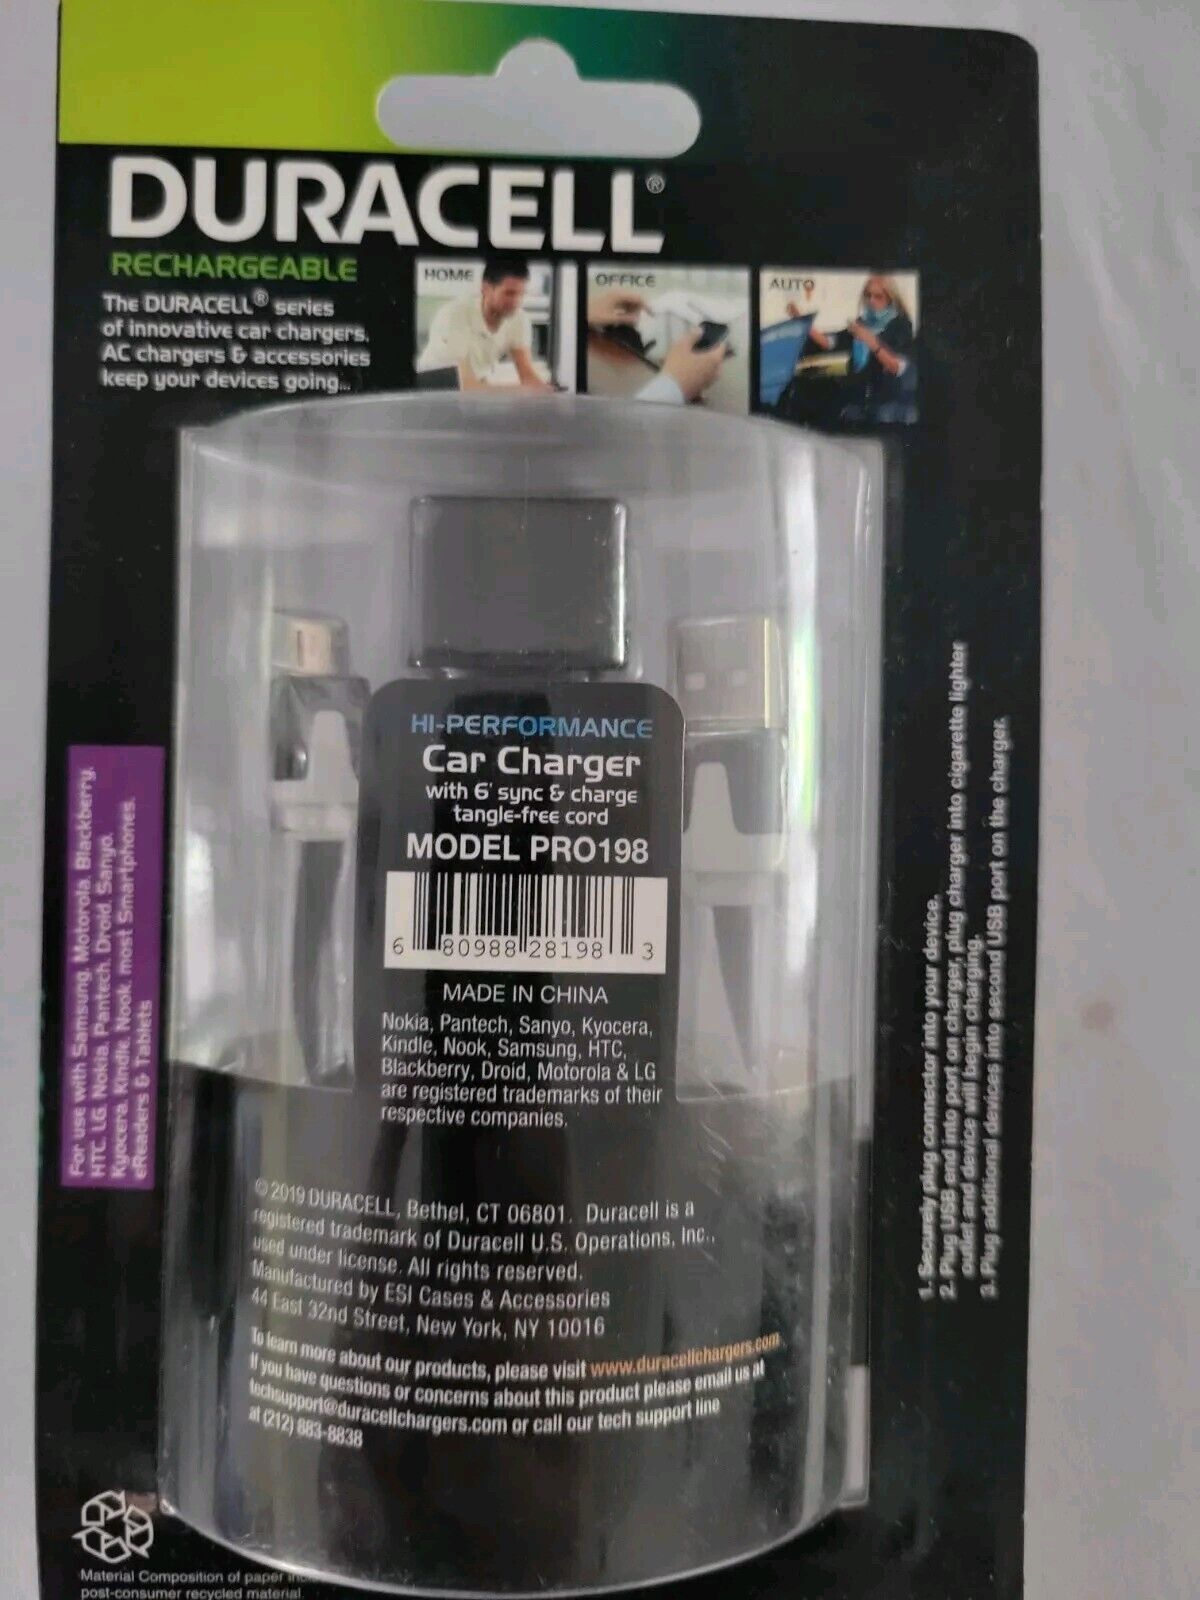 DURACELL®
RECHARGEABLE
The DURACELL® series
of innovative car chargers,
AC chargers & accessories
keep your devices going...
HOME
OFFICE
AUTO
HI-PERFORMANCE
Car Charger
with 6' sync & charge
tangle-free cord
MODEL PRO198
6 80988 28198 3
MADE IN CHINA
Nokia, Pantech, Sanyo, Kyocera,
Kindle, Nook, Samsung, HTC,
Blackberry, Droid, Motorola & LG
are registered trademarks of their
respective companies.
For use with Samsung, Motorola, Blackberry,
HTC, LG, Nokia, Pantech, Droid, Sanyo,
Kyocera, Kindle, Nook, most Smartphones,
eReaders & Tablets
1. Securely plug connector into your device.
2. Plug USB end into port on charger, plug charger into cigarette lighter
outlet and device will begin charging.
3. Plug additional devices into second USB port on the charger.
© 2019 DURACELL, Bethel, CT 06801. Duracell is a
registered trademark of Duracell U.S. Operations, Inc.,
used under license. All rights reserved.
Manufactured by ESI Cases & Accessories
44 East 32nd Street, New York, NY 10016
To learn more about our products, please visit www.duracellchargers.com
If you have questions or concerns about this product please email us at
techsupport@duracellchargers.com or call our tech support line
at (212) 883-8838
Material Composition of paper
post-consumer recycled material